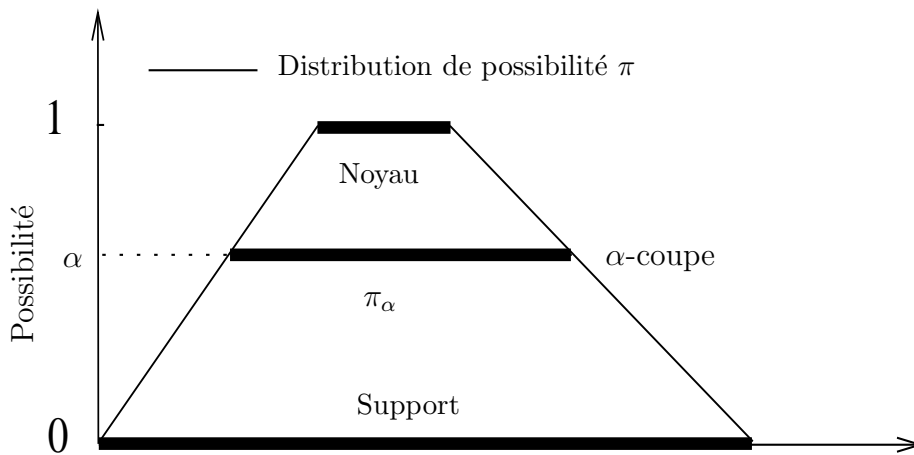 Distribution de possibilité π
1
Noyau
Possibilité
α
α-coupe
π_α
Support
0